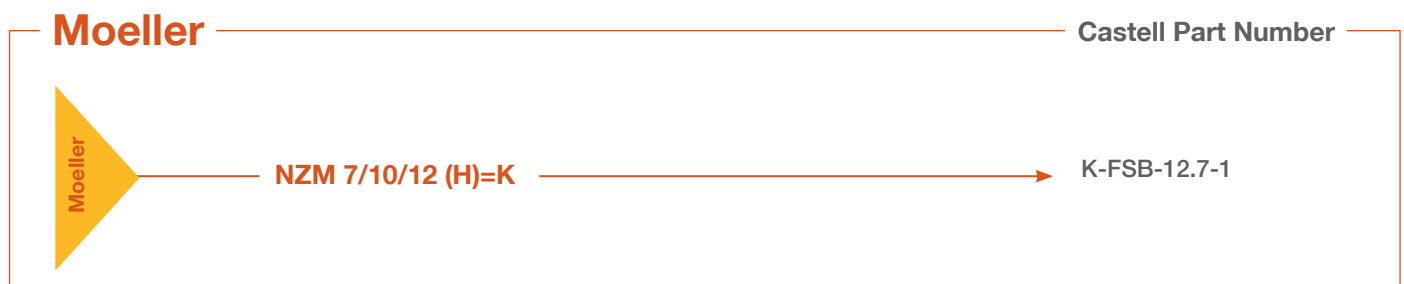 Moeller
Castell Part Number
Moeller
NZM 7/10/12 (H)=K
K-FSB-12.7-1